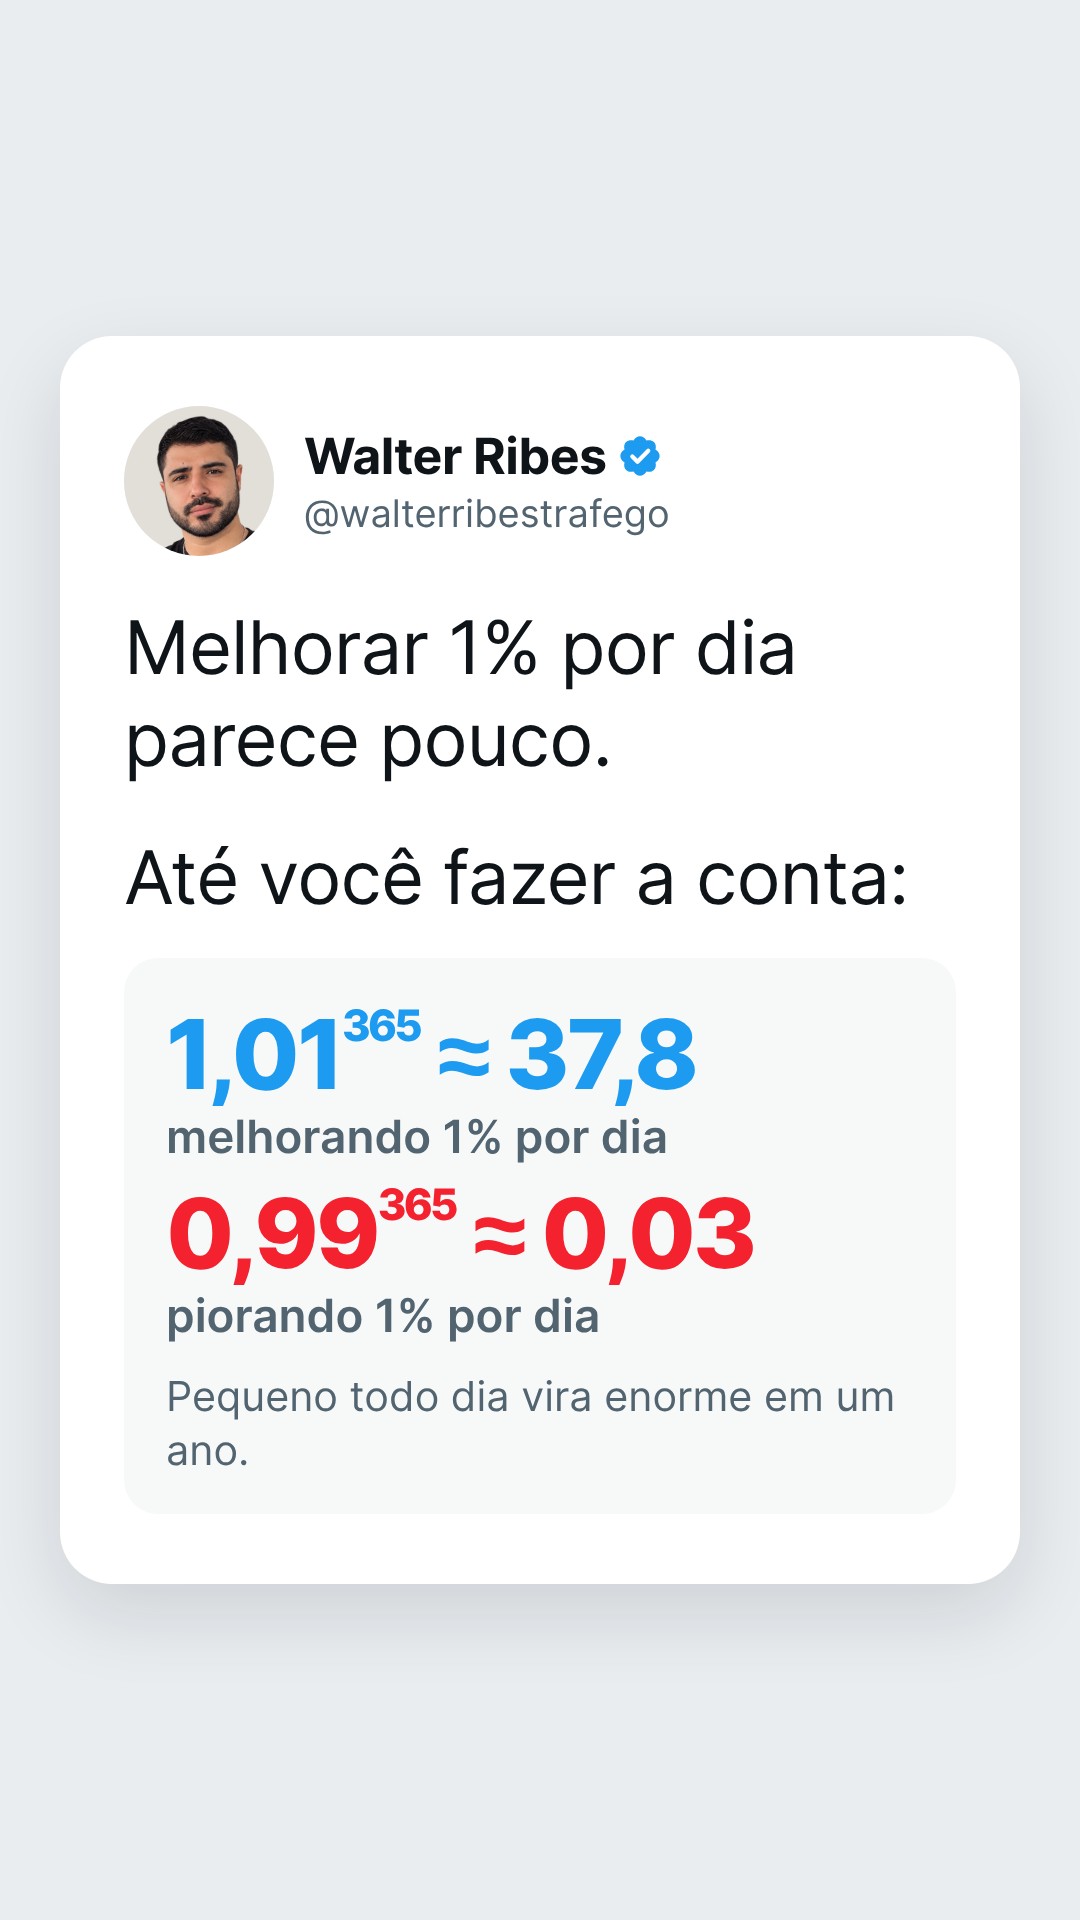 Walter Ribes
@walterribestrafego
Melhorar 1% por dia
parece pouco.
Até você fazer a conta:
1,01³⁶⁵ ≈ 37,8
melhorando 1% por dia
0,99³⁶⁵ ≈ 0,03
piorando 1% por dia
Pequeno todo dia vira enorme em um
ano.